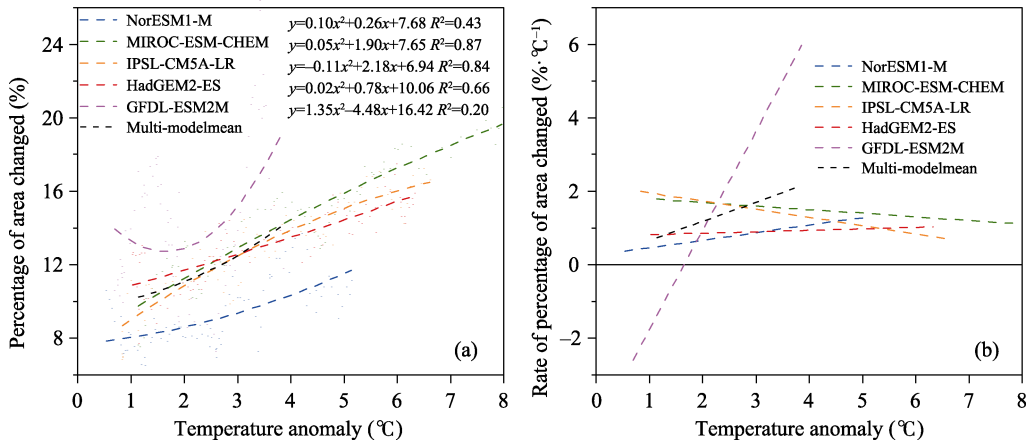 NorESM1-M y=0.10x²+0.26x+7.68 R²=0.43
MIROC-ESM-CHEM y=0.05x²+1.90x+7.65 R²=0.87
IPSL-CM5A-LR y=–0.11x²+2.18x+6.94 R²=0.84
HadGEM2-ES y=0.02x²+0.78x+10.06 R²=0.66
GFDL-ESM2M y=1.35x²–4.48x+16.42 R²=0.20
Multi-modelmean
Percentage of area changed (%)
24
20
16
12
8
(a)
0 1 2 3 4 5 6 7 8
Temperature anomaly (℃)
Rate of percentage of area changed (%·℃⁻¹)
6
4
2
0
–2
NorESM1-M
MIROC-ESM-CHEM
IPSL-CM5A-LR
HadGEM2-ES
GFDL-ESM2M
Multi-modelmean
(b)
0 1 2 3 4 5 6 7 8
Temperature anomaly (℃)